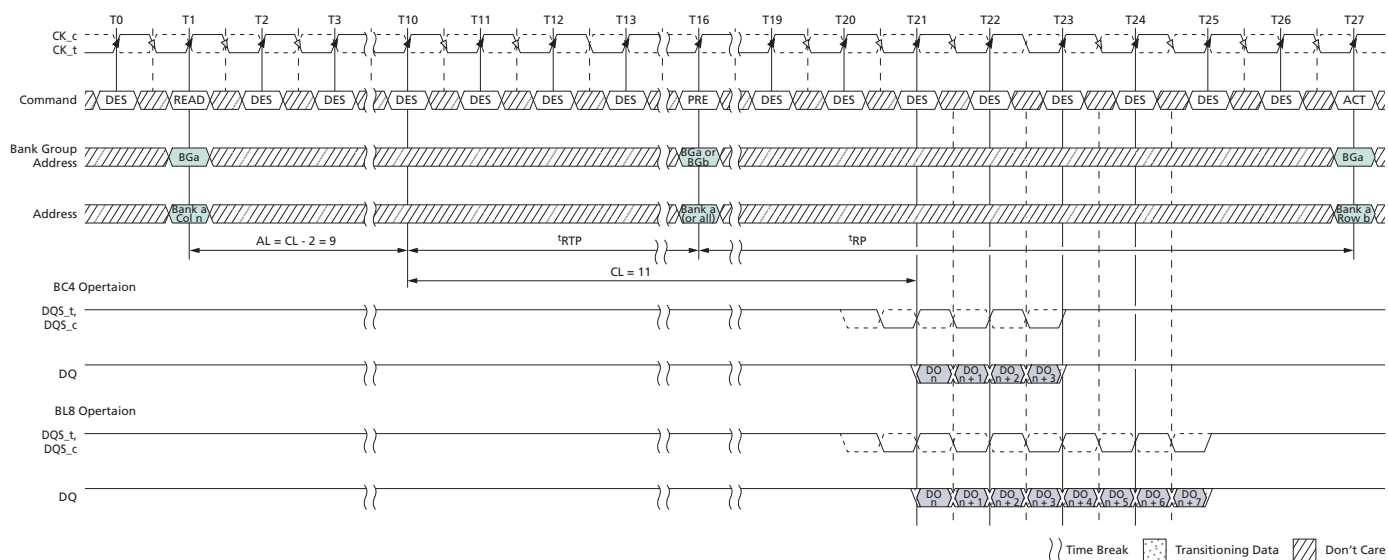 T0 T1 T2 T3 T10 T11 T12 T13 T16 T19 T20 T21 T22 T23 T24 T25 T26 T27
CK_c
CK_t
Command DES READ DES DES DES DES DES DES PRE DES DES DES DES DES DES DES DES ACT
Bank Group
Address
BGa
BGa or
BGb
BGa
Address
Bank a
Col n
Bank a
(or all)
Bank a
Row b
AL = CL - 2 = 9 tRTP tRP
CL = 11
BC4 Opertaion
DQS_t,
DQS_c
DQ
DO
n
DO
n + 1
DO
n + 2
DO
n + 3
BL8 Opertaion
DQS_t,
DQS_c
DQ
DO
n
DO
n + 1
DO
n + 2
DO
n + 3
DO
n + 4
DO
n + 5
DO
n + 6
DO
n + 7
Time Break Transitioning Data Don't Care